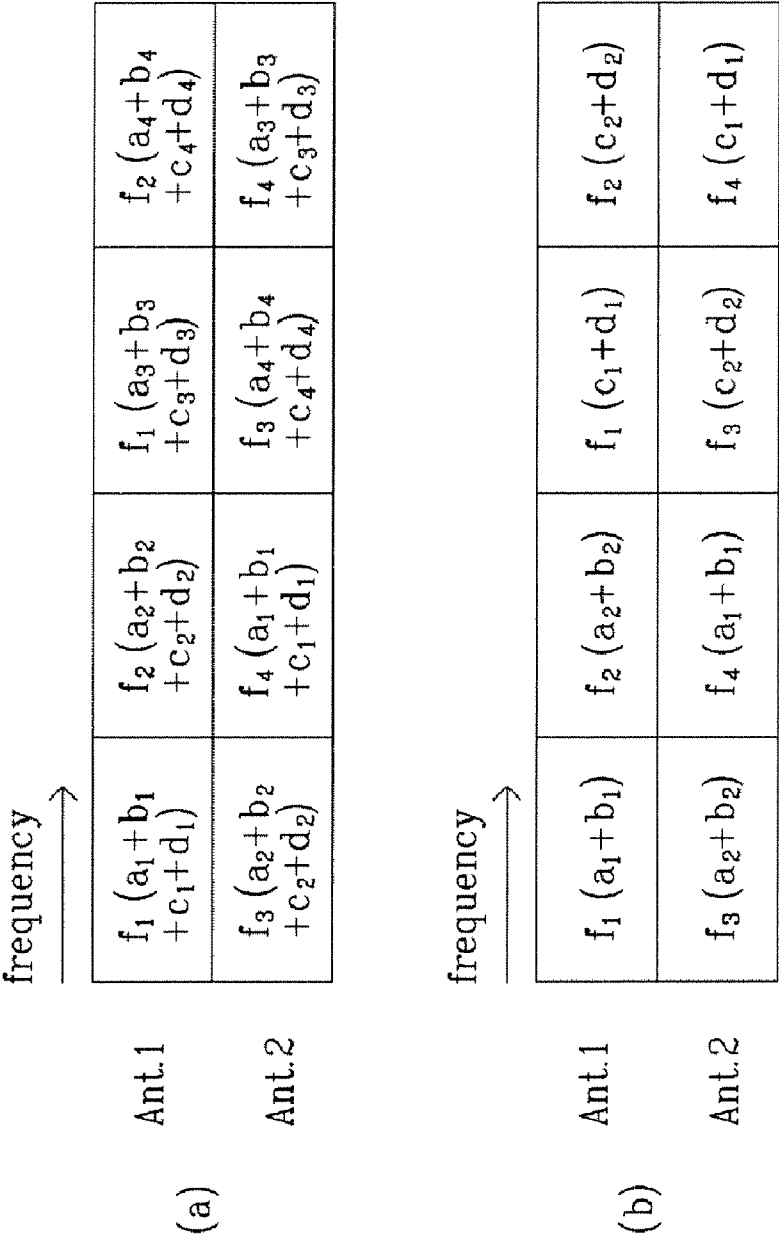 frequency
(a)
Ant.1
f₁ (a₁+b₁
+c₁+d₁)
f₂ (a₂+b₂
+c₂+d₂)
f₁ (a₃+b₃
+c₃+d₃)
f₂ (a₄+b₄
+c₄+d₄)
Ant.2
f₃ (a₂+b₂
+c₂+d₂)
f₄ (a₁+b₁
+c₁+d₁)
f₃ (a₄+b₄
+c₄+d₄)
f₄ (a₃+b₃
+c₃+d₃)
frequency
(b)
Ant.1
f₁ (a₁+b₁)
f₂ (a₂+b₂)
f₁ (c₁+d₁)
f₂ (c₂+d₂)
Ant.2
f₃ (a₂+b₂)
f₄ (a₁+b₁)
f₃ (c₂+d₂)
f₄ (c₁+d₁)